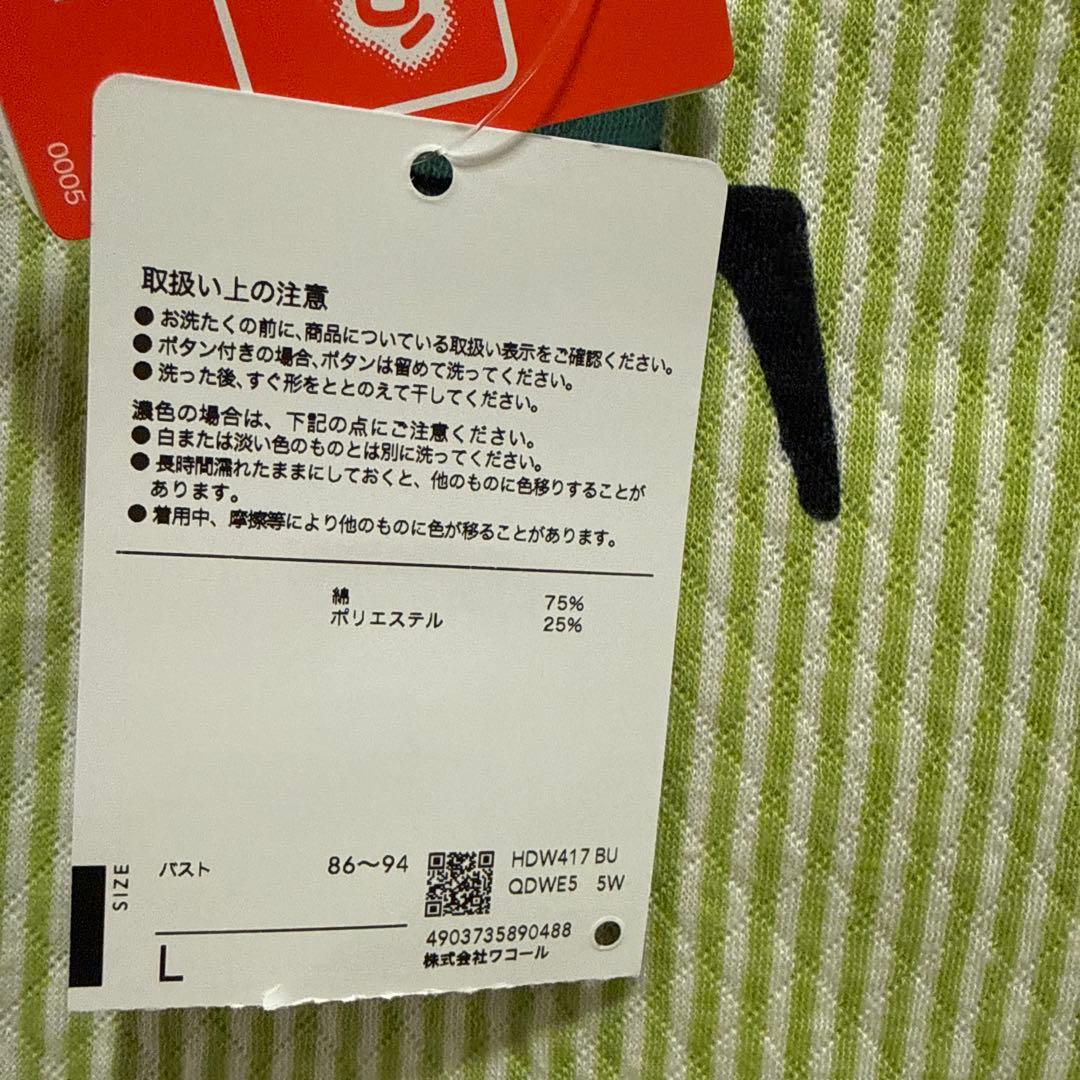 0005
取扱い上の注意
●お洗たくの前に、商品についている取扱い表示をご確認ください。
●ボタン付きの場合、ボタンは留めて洗ってください。
●洗った後、すぐ形をととのえて干してください。
濃色の場合は、下記の点にご注意ください。
●白または淡い色のものとは別に洗ってください。
●長時間濡れたままにしておくと、他のものに色移りすることが
あります。
●着用中、摩擦等により他のものに色が移ることがあります。
綿 75%
ポリエステル 25%
SIZE
バスト 86～94
L
HDW417 BU
QDWE5 5W
4903735890488
株式会社ワコール